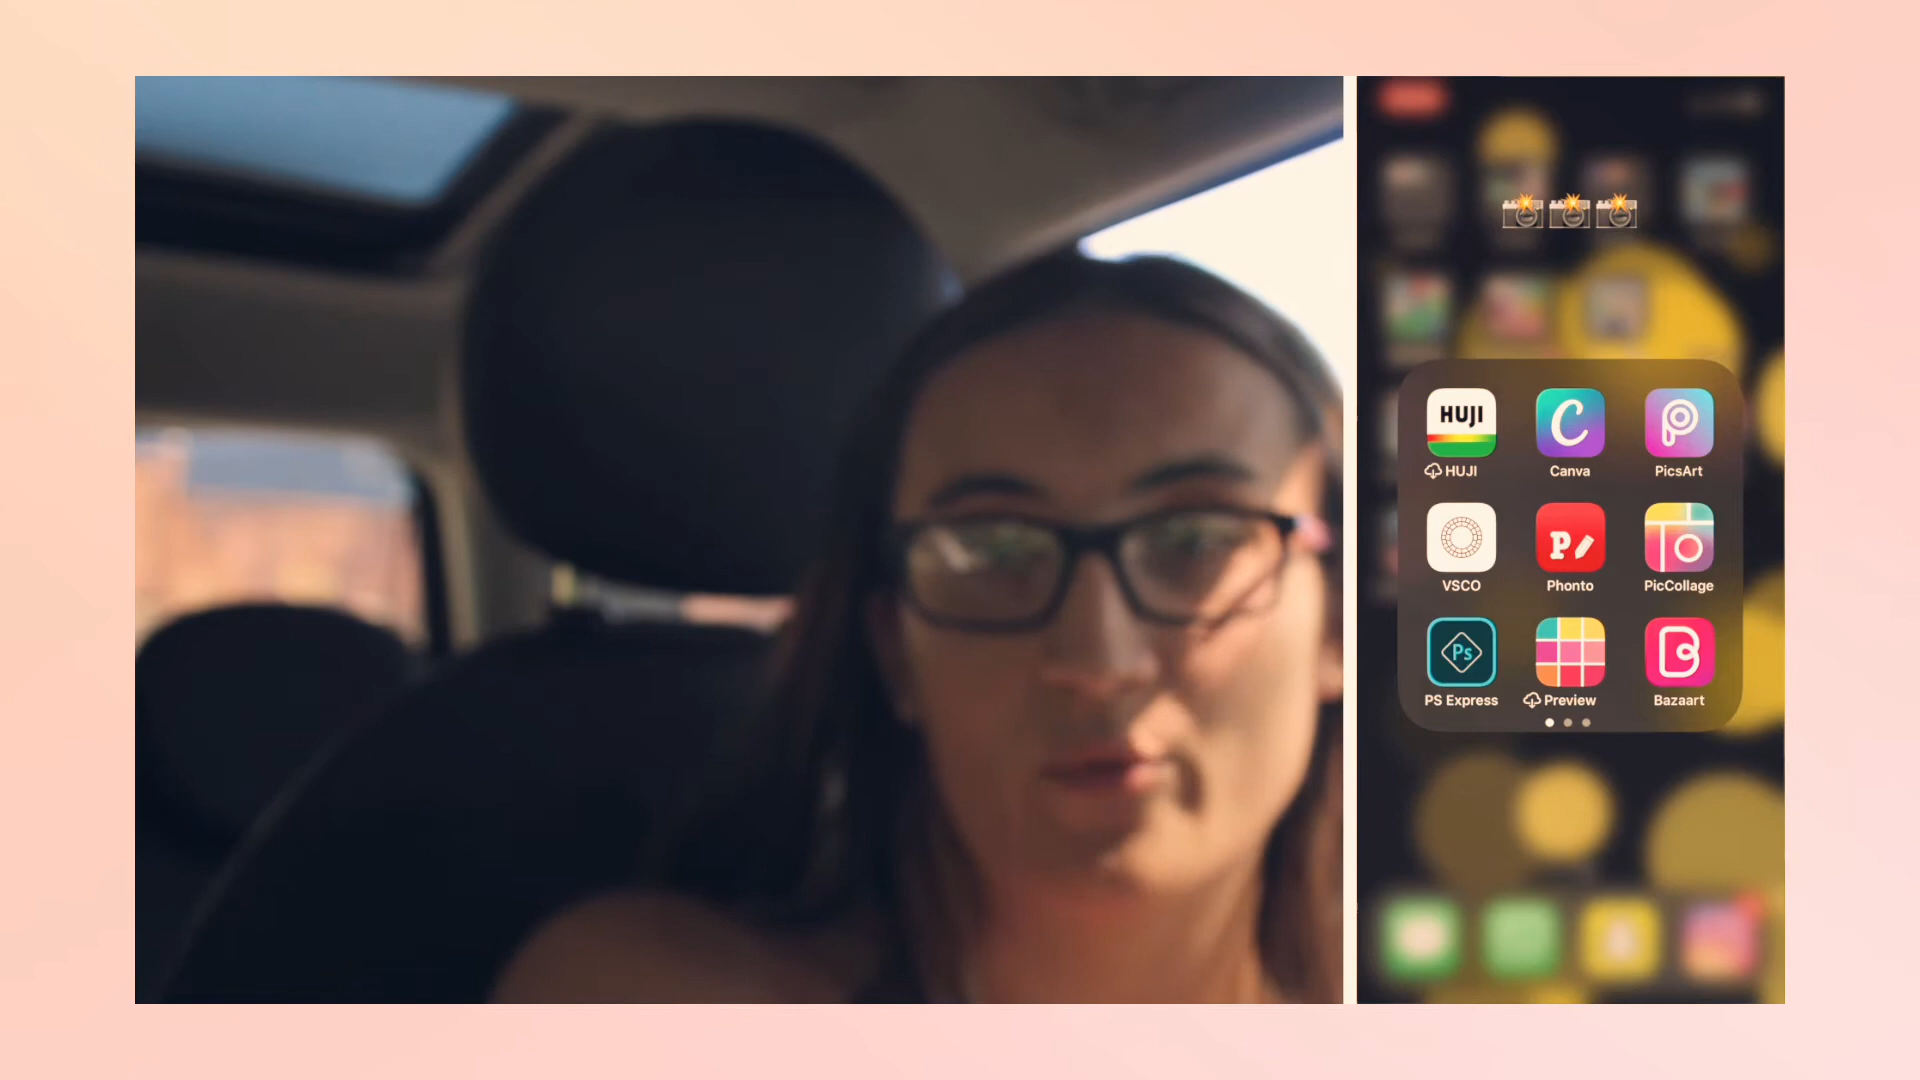 📸📸📸
HUJI
C
P
HUJI
Canva
PicsArt
P
VSCO
Phonto
PicCollage
Ps
B
PS Express
Preview
Bazaart